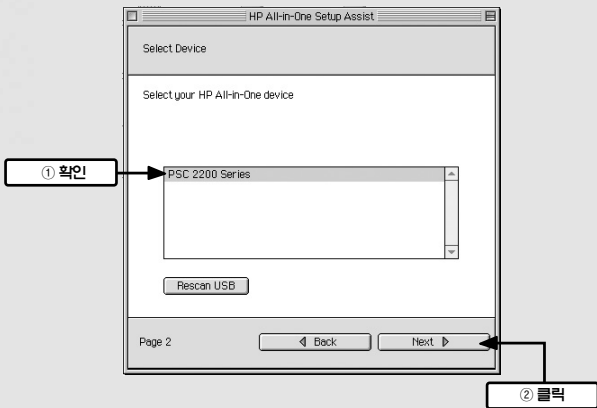 HP All-in-One Setup Assist
Select Device
Select your HP All-in-One device
① 확인
PSC 2200 Series
Rescan USB
Page 2
Back
Next
② 클릭